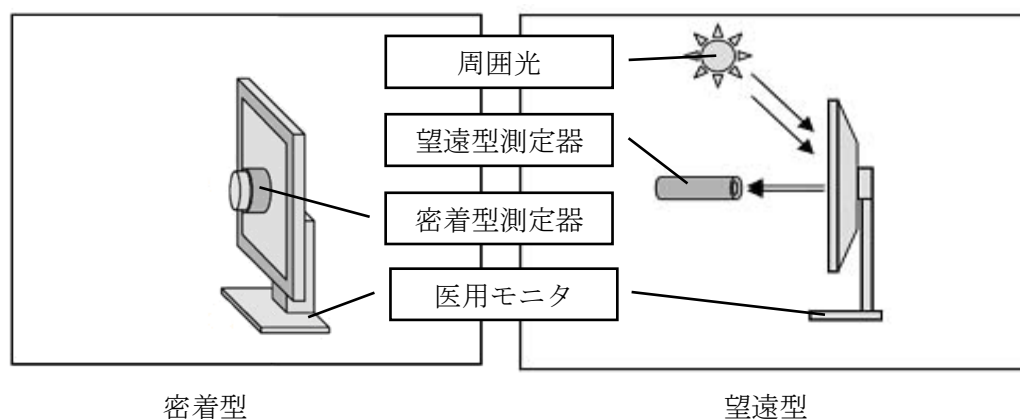 周囲光
望遠型測定器
密着型測定器
医用モニタ
密着型
望遠型